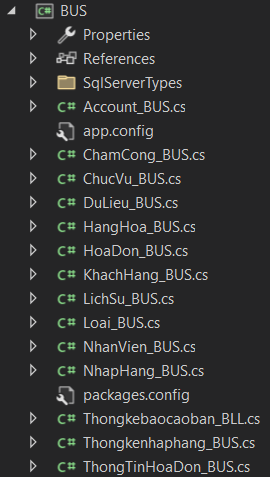 BUS
Properties
References
SqlServerTypes
Account_BUS.cs
app.config
ChamCong_BUS.cs
ChucVu_BUS.cs
DuLieu_BUS.cs
HangHoa_BUS.cs
HoaDon_BUS.cs
KhachHang_BUS.cs
LichSu_BUS.cs
Loai_BUS.cs
NhanVien_BUS.cs
NhapHang_BUS.cs
packages.config
Thongkebaocaoban_BLL.cs
Thongkenhaphang_BUS.cs
ThongTinHoaDon_BUS.cs